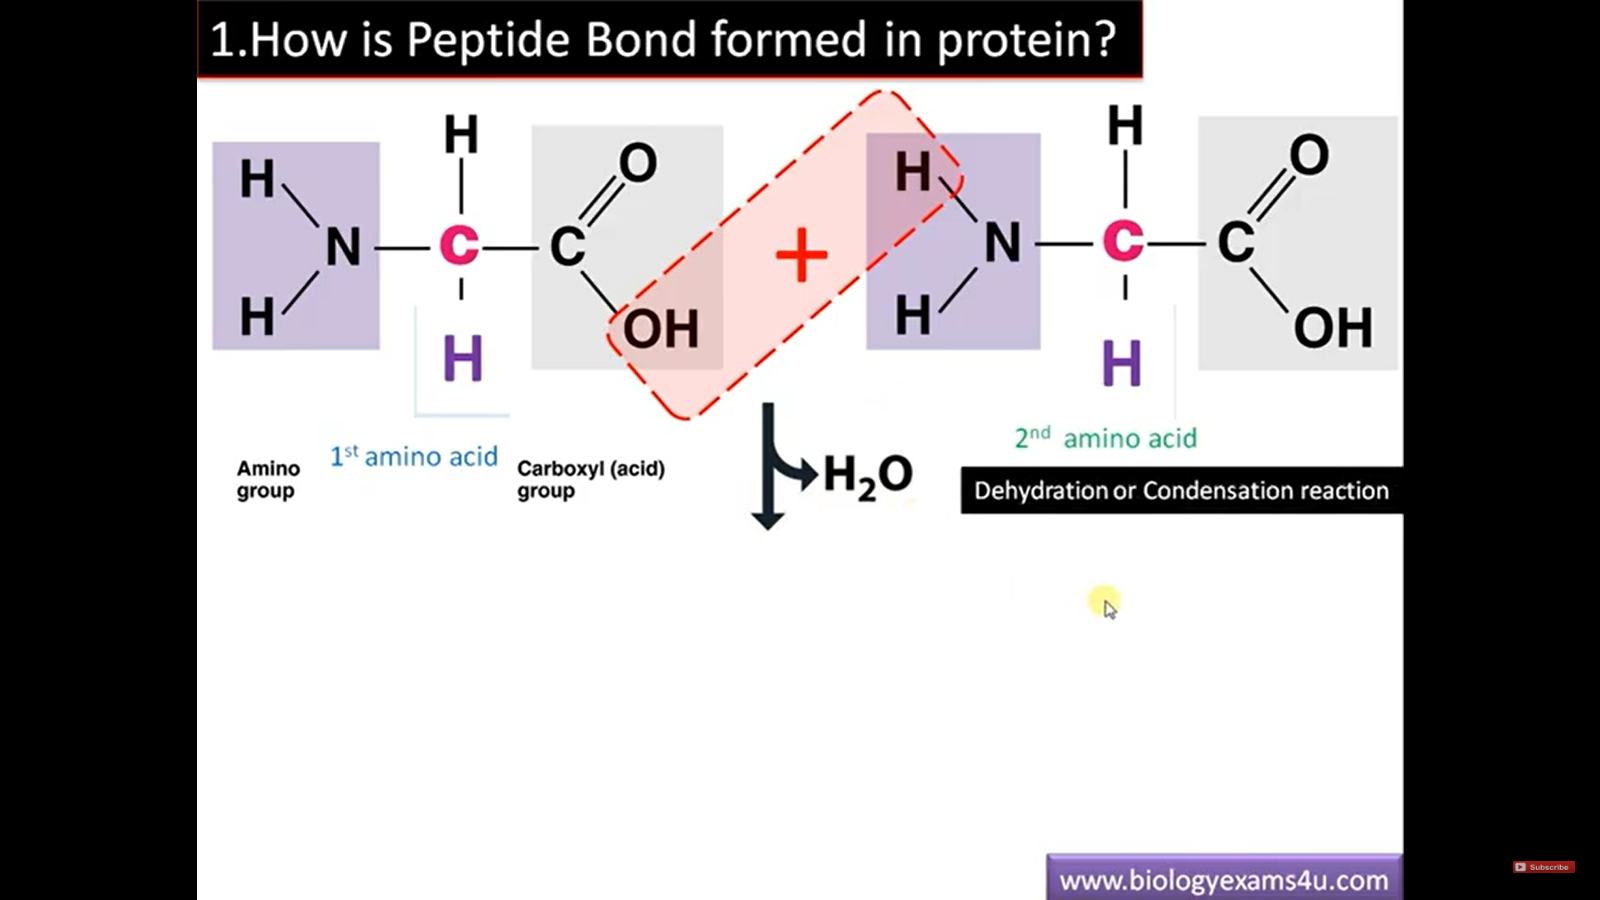 1.How is Peptide Bond formed in protein?
H H O H H O
H N C C + H N C C
H H OH H H OH
1st amino acid
Amino group
Carboxyl (acid) group
H2O
2nd amino acid
Dehydration or Condensation reaction
www.biologyexams4u.com
Subscribe